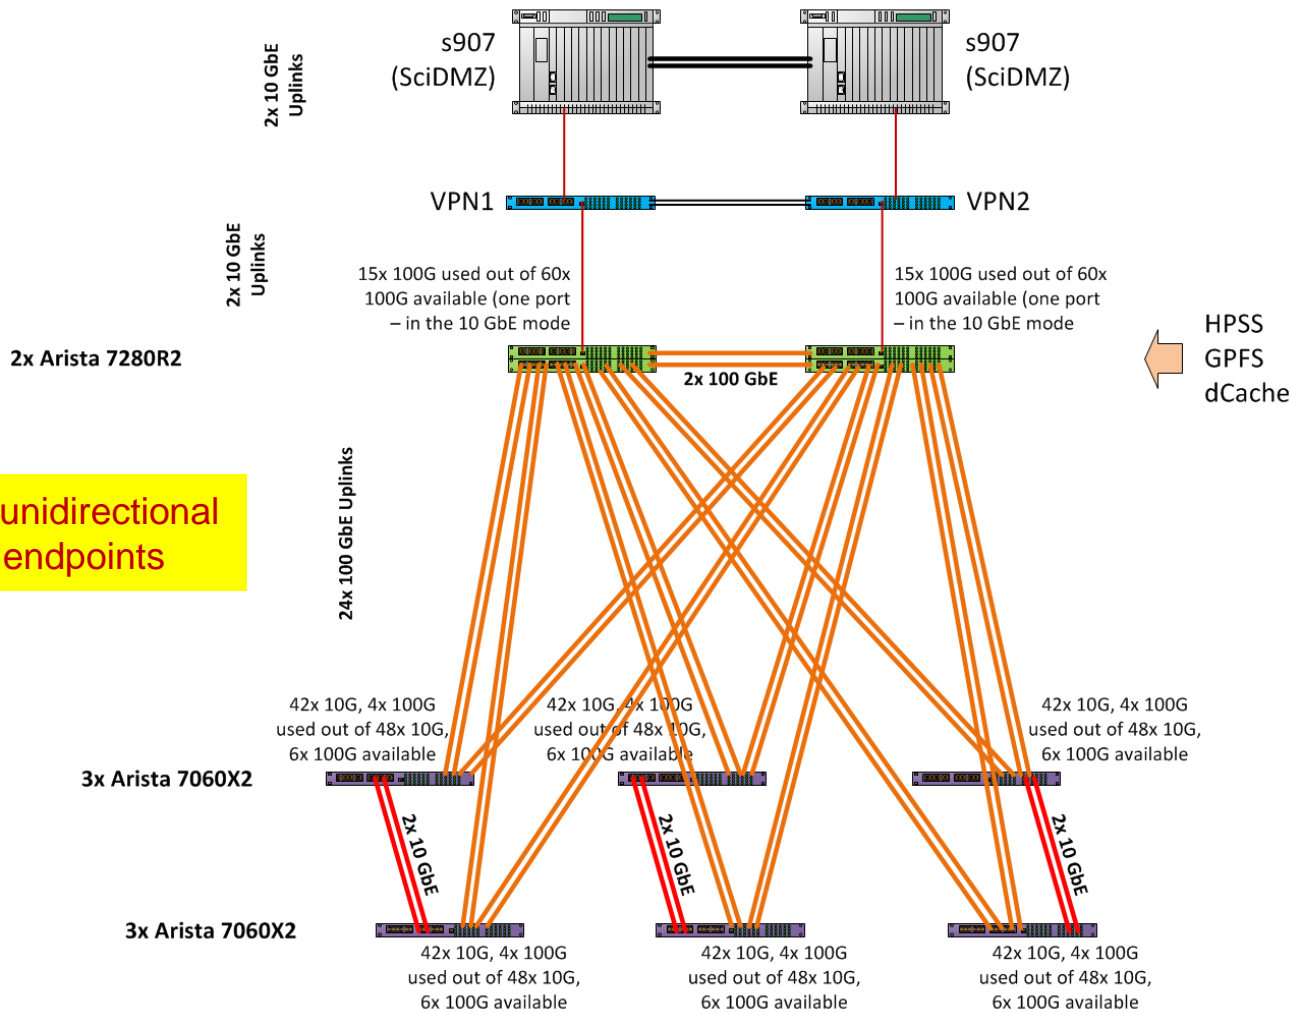 s907
(SciDMZ)
s907
(SciDMZ)
2x 10 GbE
Uplinks
VPN1
VPN2
2x 10 GbE
Uplinks
15x 100G used out of 60x
100G available (one port
– in the 10 GbE mode
15x 100G used out of 60x
100G available (one port
– in the 10 GbE mode
2x Arista 7280R2
2x 100 GbE
HPSS
GPFS
dCache
24x 100 GbE Uplinks
unidirectional
endpoints
42x 10G, 4x 100G
used out of 48x 10G,
6x 100G available
42x 10G, 4x 100G
used out of 48x 10G,
6x 100G available
42x 10G, 4x 100G
used out of 48x 10G,
6x 100G available
3x Arista 7060X2
2x 10 GbE
2x 10 GbE
2x 10 GbE
3x Arista 7060X2
42x 10G, 4x 100G
used out of 48x 10G,
6x 100G available
42x 10G, 4x 100G
used out of 48x 10G,
6x 100G available
42x 10G, 4x 100G
used out of 48x 10G,
6x 100G available